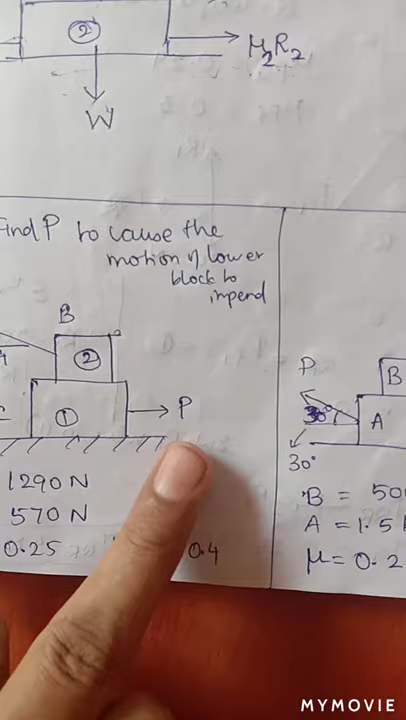 ②
μ₂R₂
W
Find P to cause the
motion of lower
block to
impend
B
②
①
P
1290 N
570 N
0.25
0.4
P
30°
B
A
30°
B = 50
A = 1.5
μ = 0.2
MYMOVIE